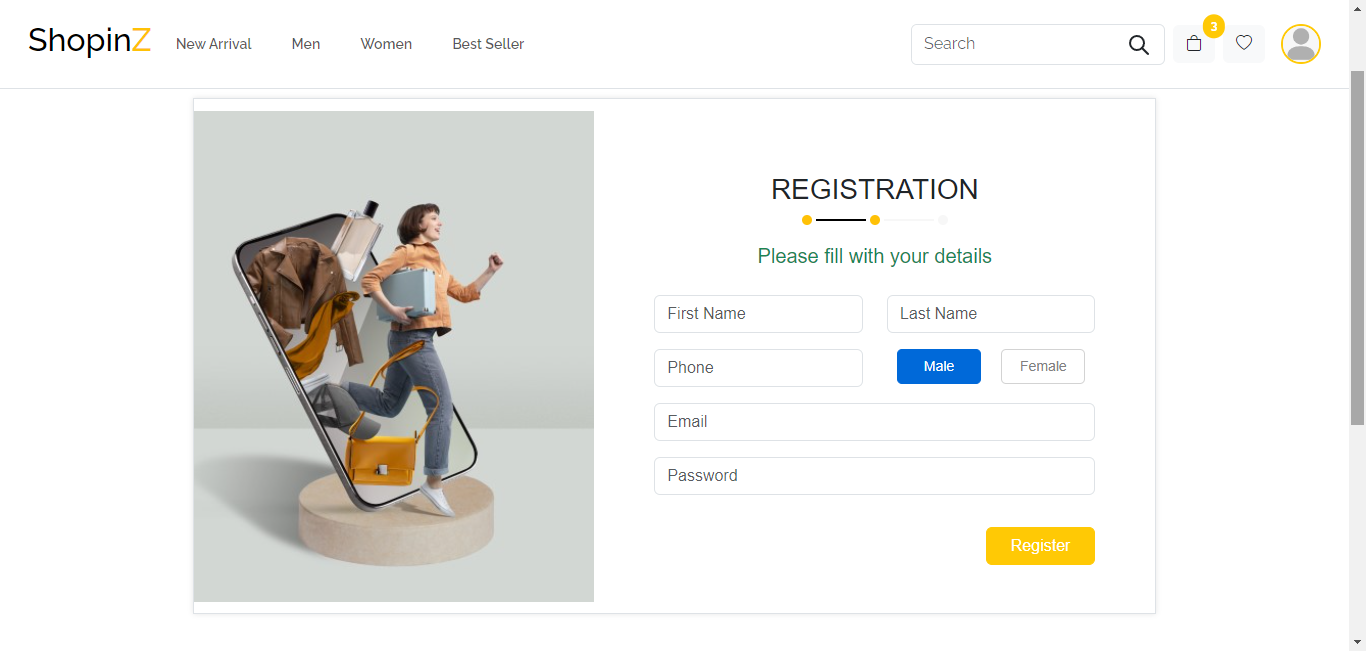 ShopinZ New Arrival Men Women Best Seller Search 3
REGISTRATION
Please fill with your details
First Name Last Name
Phone Male Female
Email
Password
Register